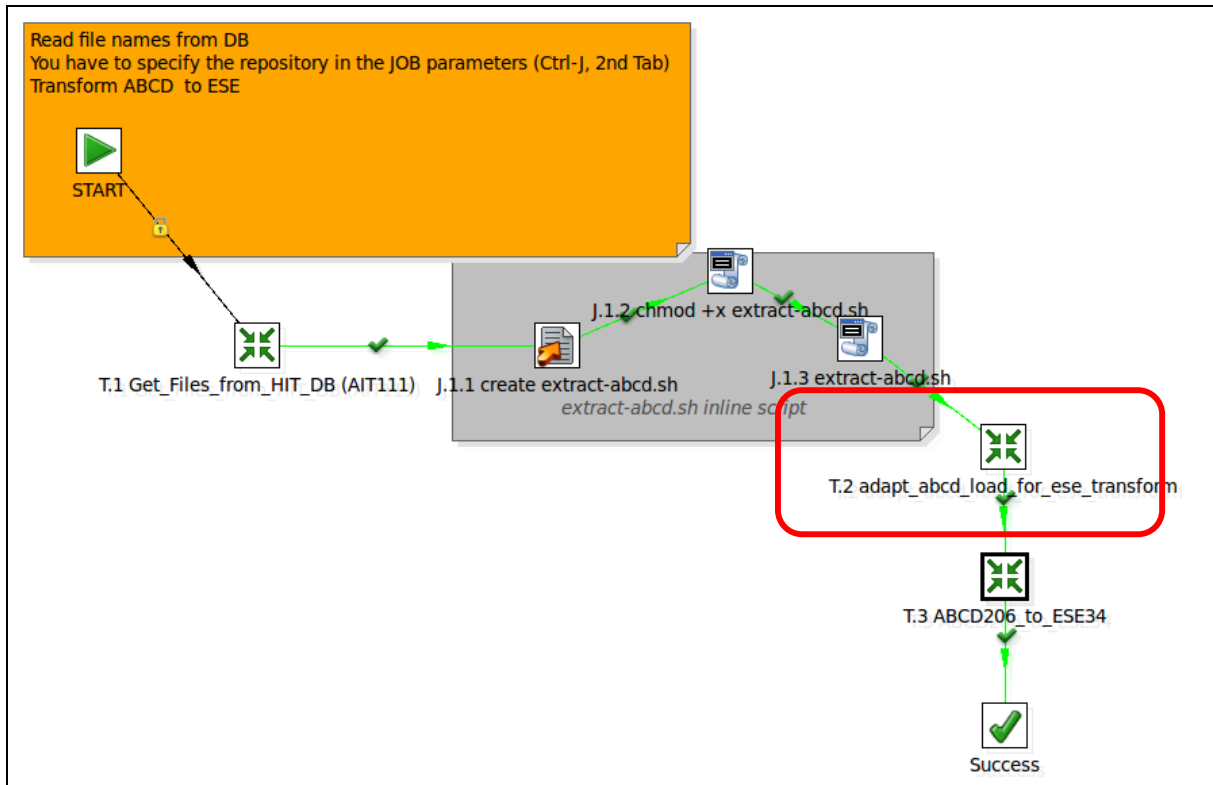 Read file names from DB
You have to specify the repository in the JOB parameters (Ctrl-J, 2nd Tab)
Transform ABCD  to ESE
START
J.1.2 chmod +x extract-abcd.sh
T.1 Get_Files_from_HIT_DB (AIT111)
J.1.1 create extract-abcd.sh
J.1.3 extract-abcd.sh
extract-abcd.sh inline script
T.2 adapt_abcd_load_for_ese_transform
T.3 ABCD206_to_ESE34
Success